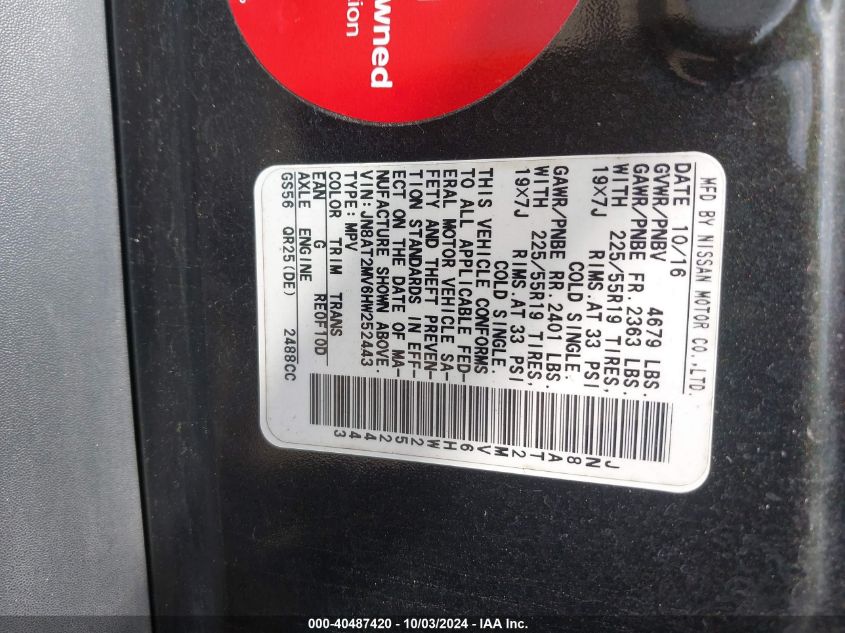 wned
tion
MFD BY NISSAN MOTOR CO.,LTD.
DATE 10/16
GVWR/PNBV 4679 LBS.
GAWR/PNBE FR.2363 LBS.
WITH 225/55R19 TIRES,
19X7J RIMS.AT 33 PSI
COLD SINGLE.
GAWR/PNBE RR.2401 LBS.
WITH 225/55R19 TIRES,
19X7J RIMS.AT 33 PSI
COLD SINGLE.
THIS VEHICLE CONFORMS
TO ALL APPLICABLE FED-
ERAL MOTOR VEHICLE SA-
FETY AND THEFT PREVEN-
TION STANDARDS IN EFF-
ECT ON THE DATE OF MA-
NUFACTURE SHOWN ABOVE
VIN:JN8AT2MV6HW252443
TYPE:MPV
COLOR TRIM TRANS
EAN G RE0F10D
AXLE ENGINE
GS56 QR25(DE) 2488CC
JN8AT2MV6HW252443
000-40487420 - 10/03/2024 - IAA Inc.